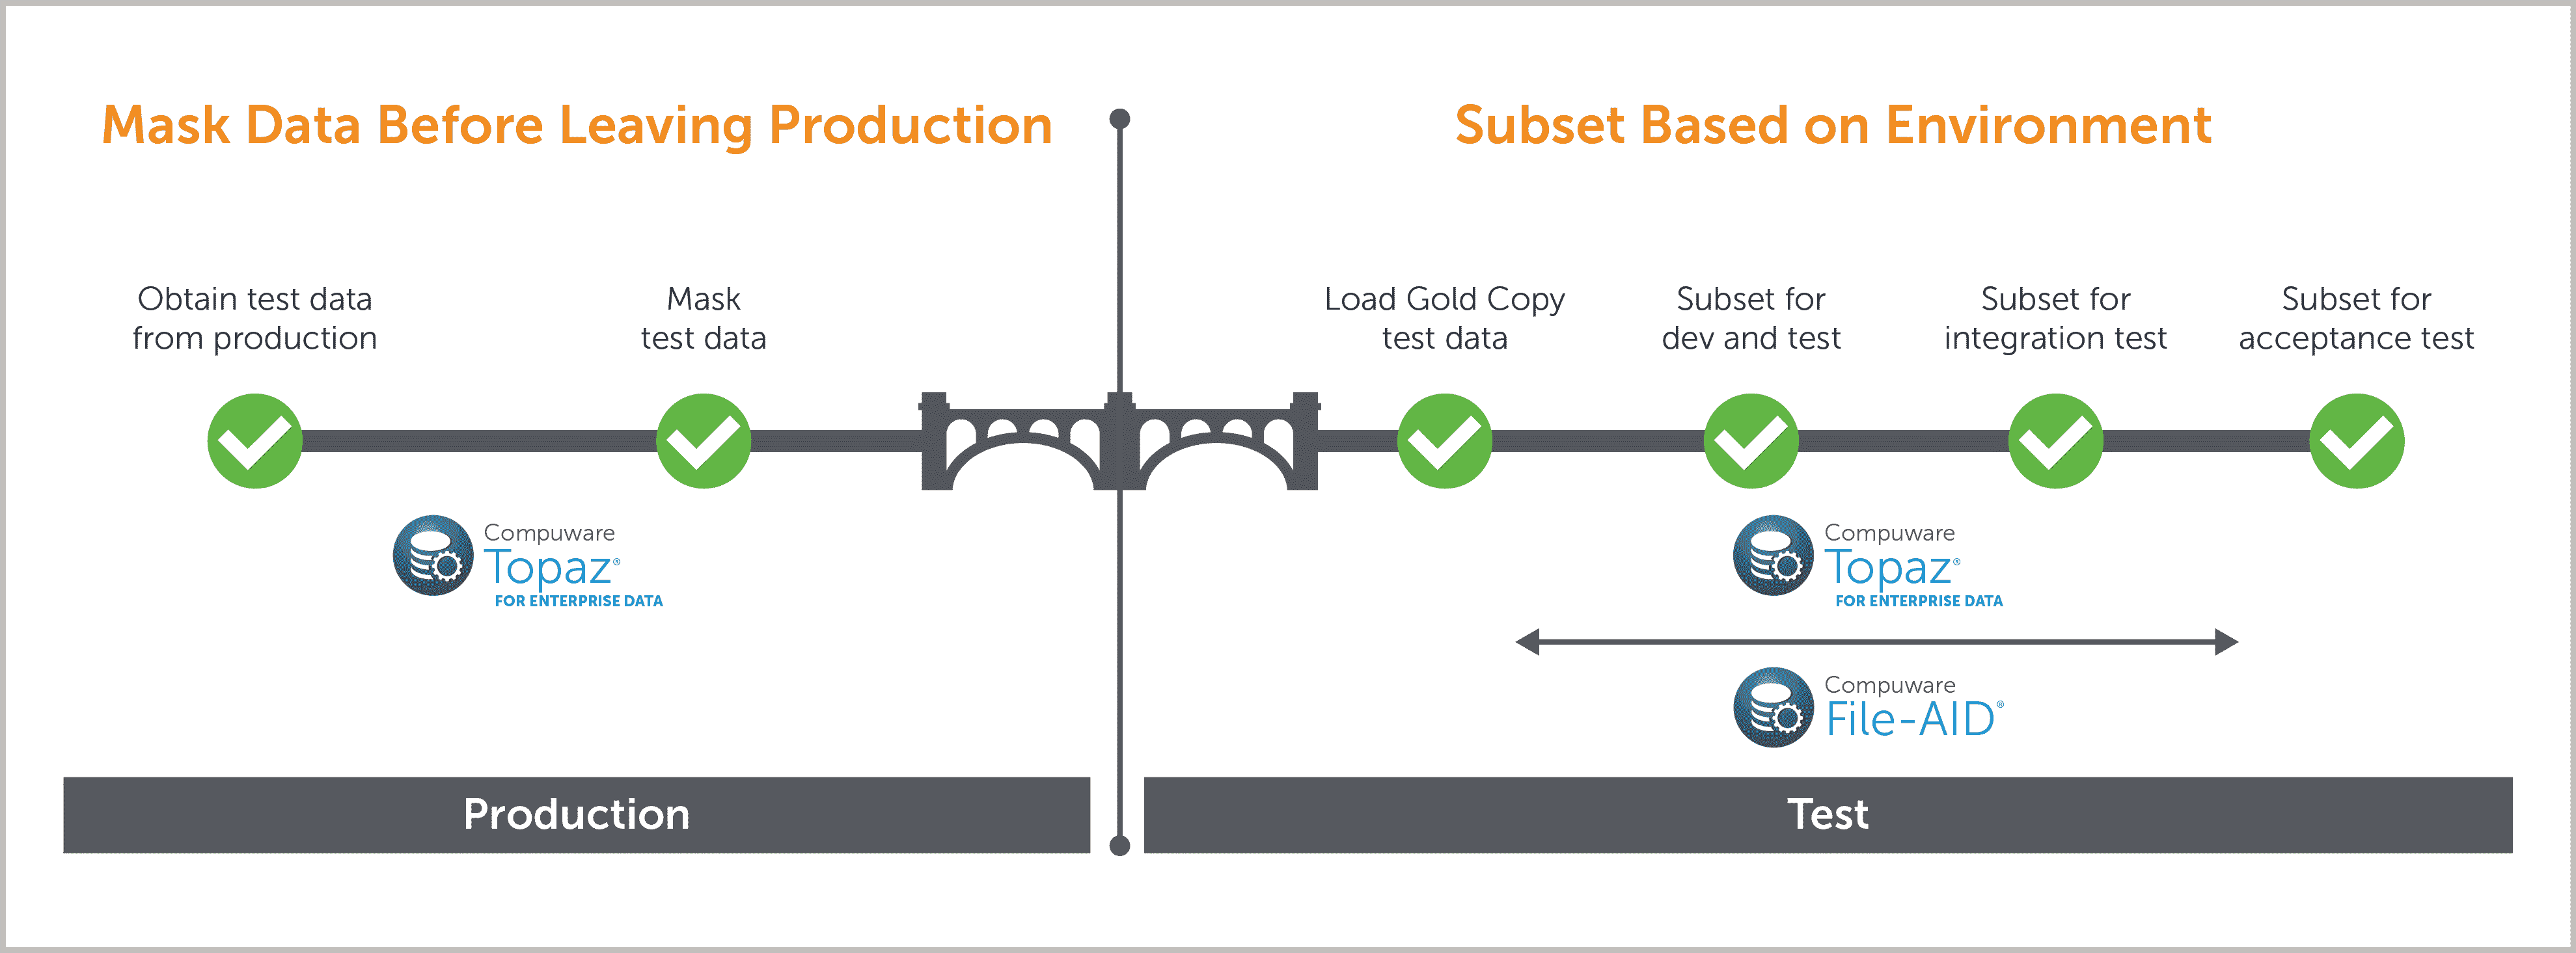 Mask Data Before Leaving Production
Subset Based on Environment
Obtain test data
from production
Mask
test data
Load Gold Copy
test data
Subset for
dev and test
Subset for
integration test
Subset for
acceptance test
Compuware
Topaz®
FOR ENTERPRISE DATA
Compuware
Topaz®
FOR ENTERPRISE DATA
Compuware
File-AID®
Production
Test